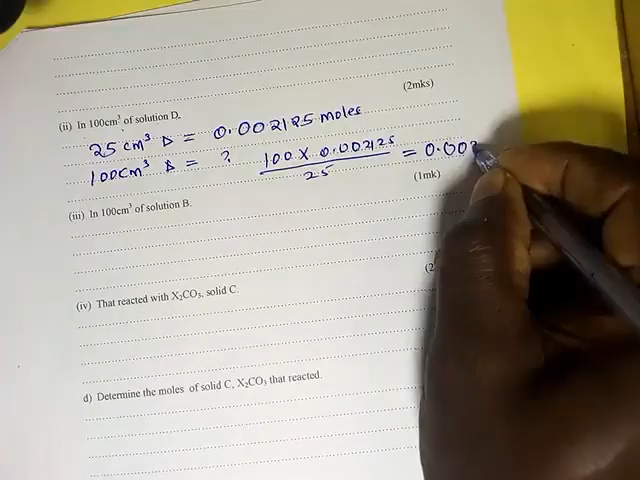 (2mks)
(ii) In 100cm³ of solution D.
25 cm³ D = 0.002125 moles
100cm³ D = ? 100 X 0.002125 / 25 = 0.00
(1mk)
(iii) In 100cm³ of solution B.
(2
(iv) That reacted with X₂CO₃, solid C.
d) Determine the moles of solid C, X₂CO₃ that reacted.